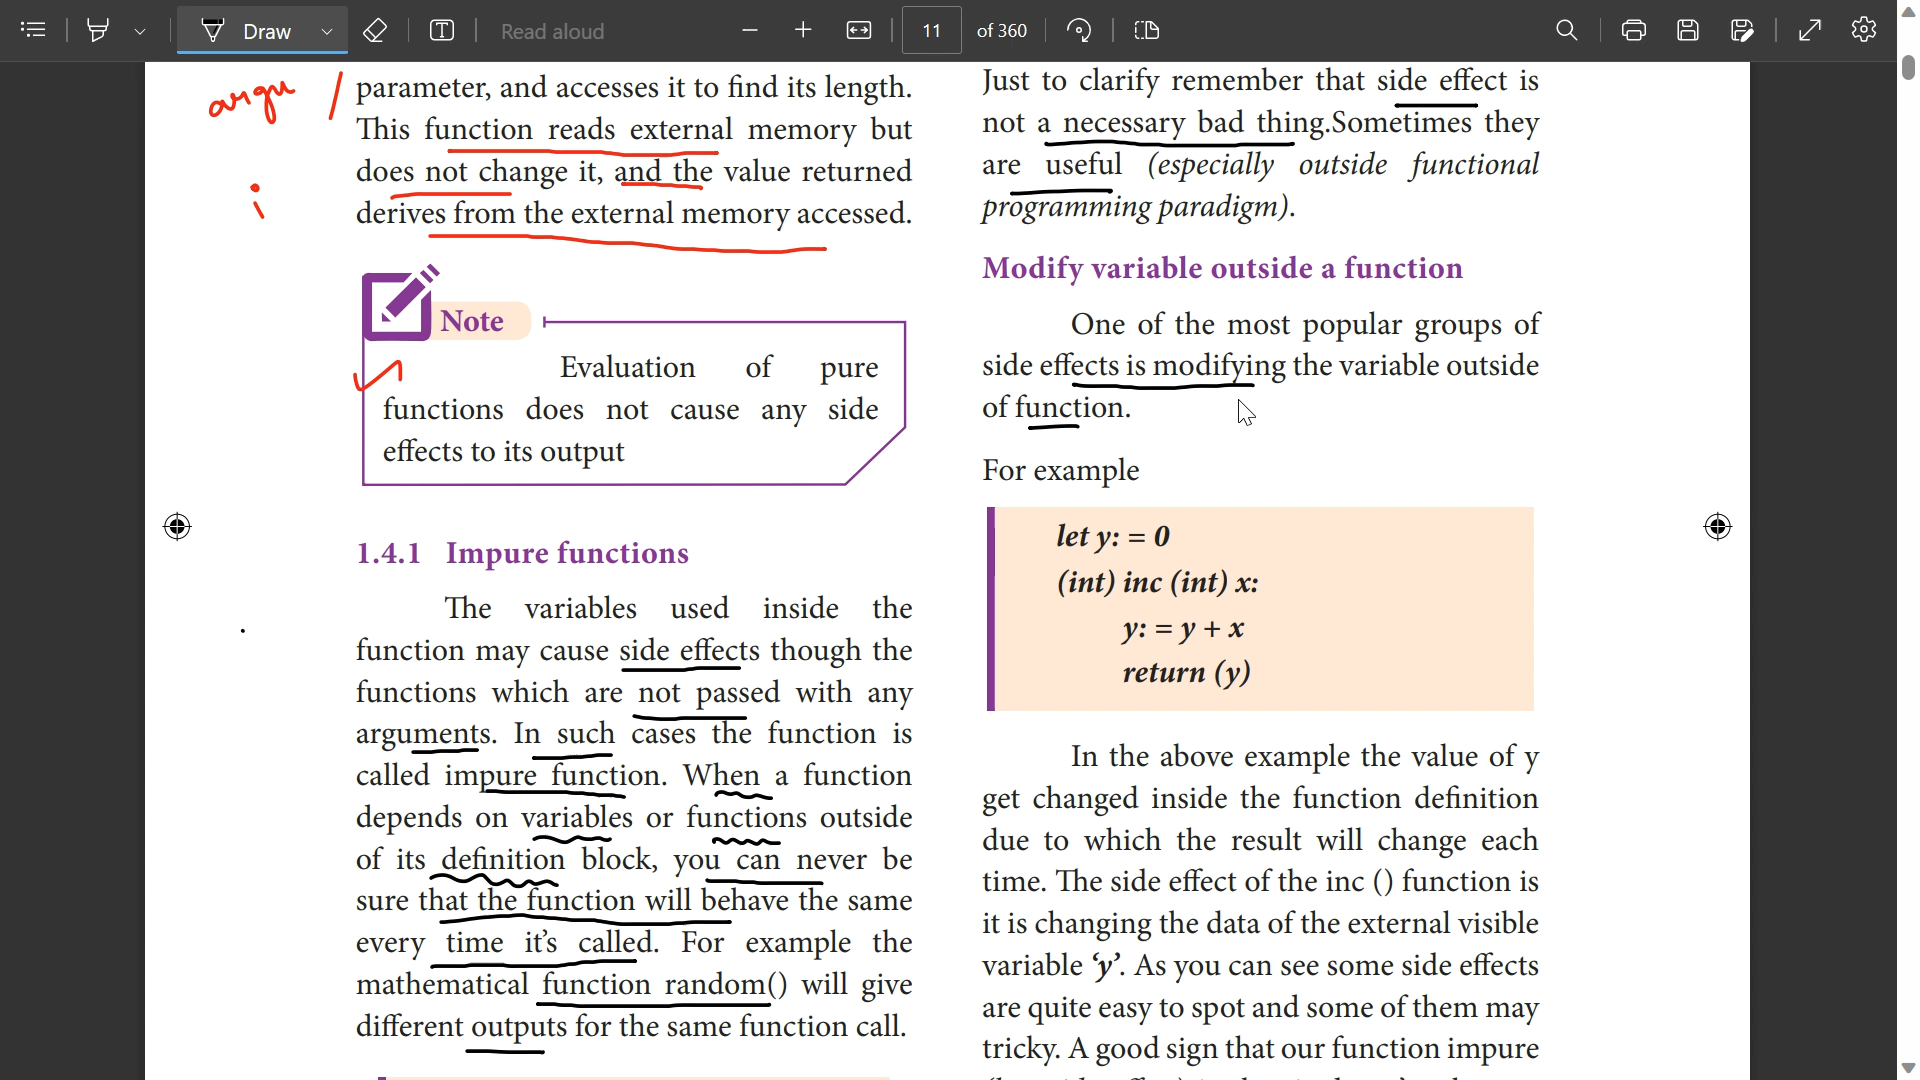 Draw
Read aloud
11
of 360
argu /
parameter, and accesses it to find its length.
This function reads external memory but
does not change it, and the value returned
derives from the external memory accessed.
i
Note
Evaluation of pure
functions does not cause any side
effects to its output
1.4.1 Impure functions
The variables used inside the
function may cause side effects though the
functions which are not passed with any
arguments. In such cases the function is
called impure function. When a function
depends on variables or functions outside
of its definition block, you can never be
sure that the function will behave the same
every time it's called. For example the
mathematical function random() will give
different outputs for the same function call.
Just to clarify remember that side effect is
not a necessary bad thing.Sometimes they
are useful (especially outside functional
programming paradigm).
Modify variable outside a function
One of the most popular groups of
side effects is modifying the variable outside
of function.
For example
let y: = 0
(int) inc (int) x:
y: = y + x
return (y)
In the above example the value of y
get changed inside the function definition
due to which the result will change each
time. The side effect of the inc () function is
it is changing the data of the external visible
variable ‘y’. As you can see some side effects
are quite easy to spot and some of them may
tricky. A good sign that our function impure